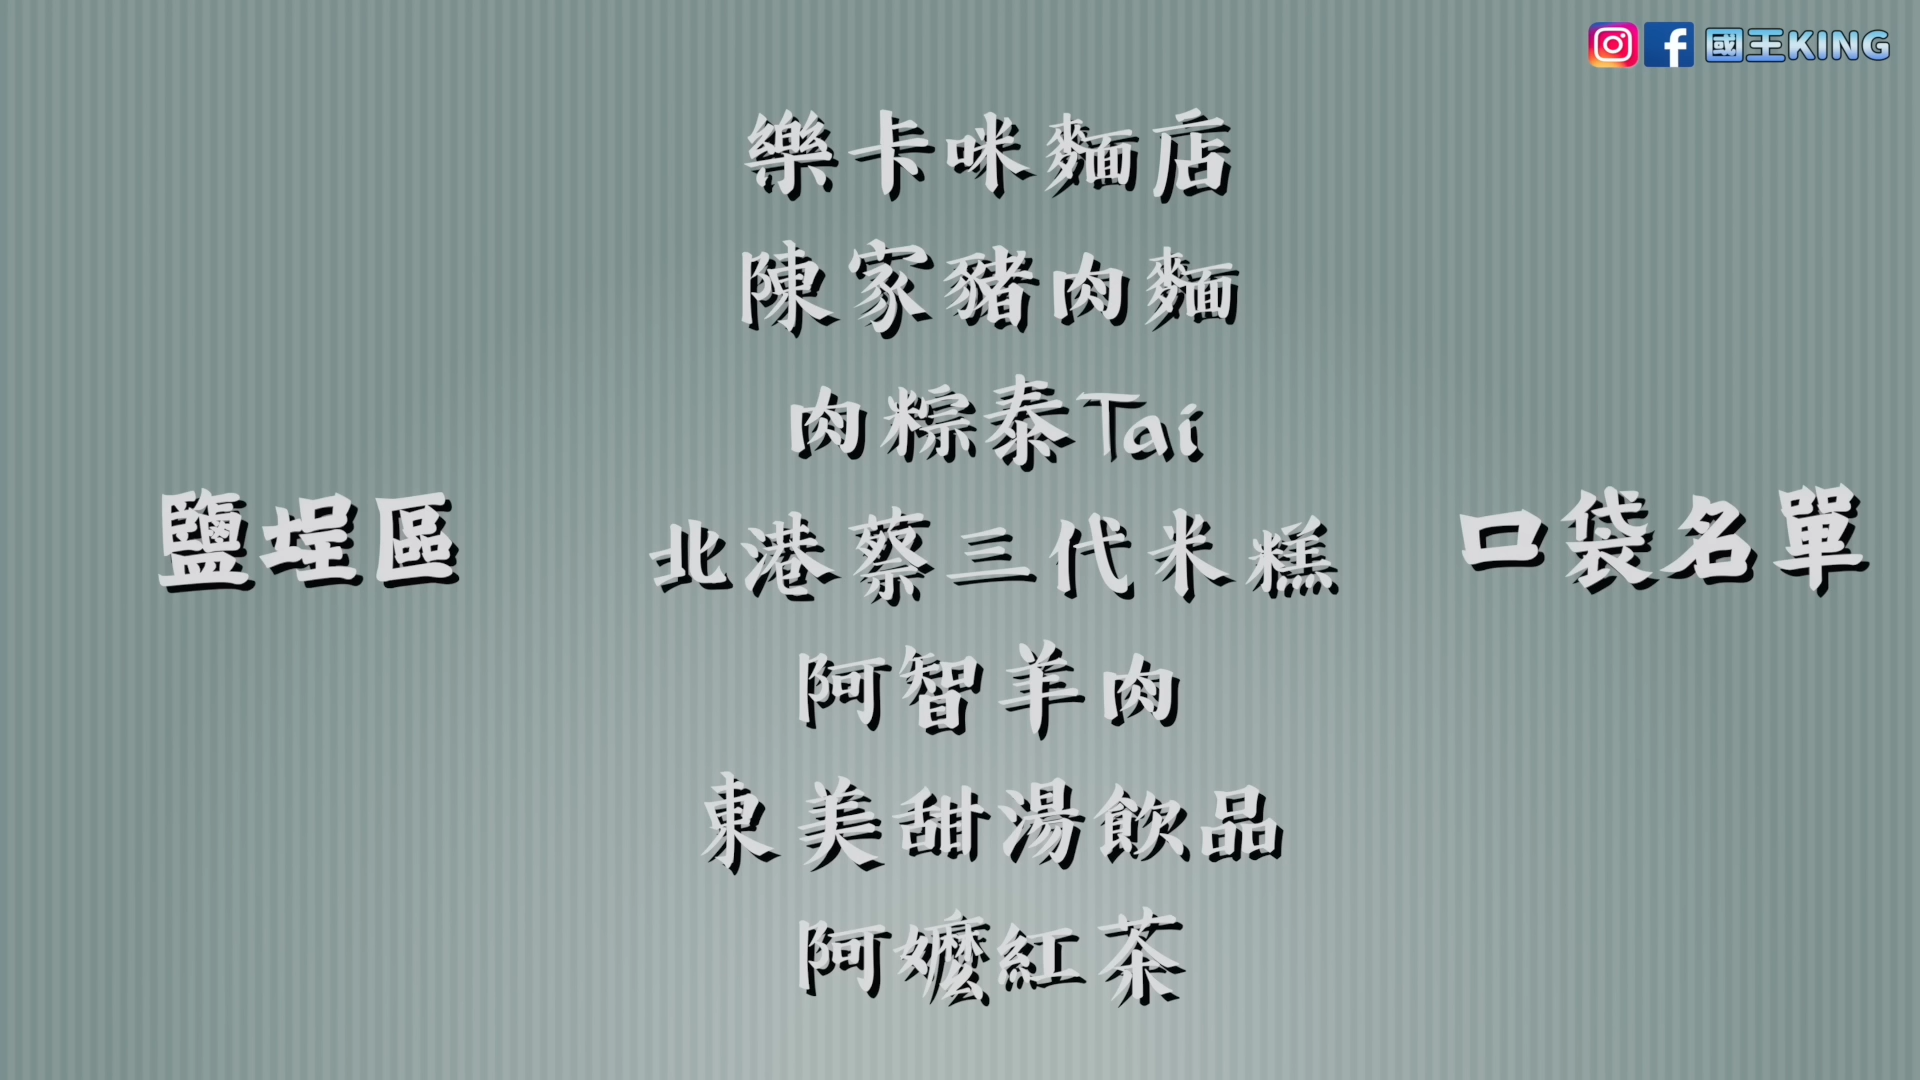 國王KING
樂卡咪麵店
陳家豬肉麵
肉粽泰Tai
鹽埕區
北港蔡三代米糕
口袋名單
阿智羊肉
東美甜湯飲品
阿嬤紅茶